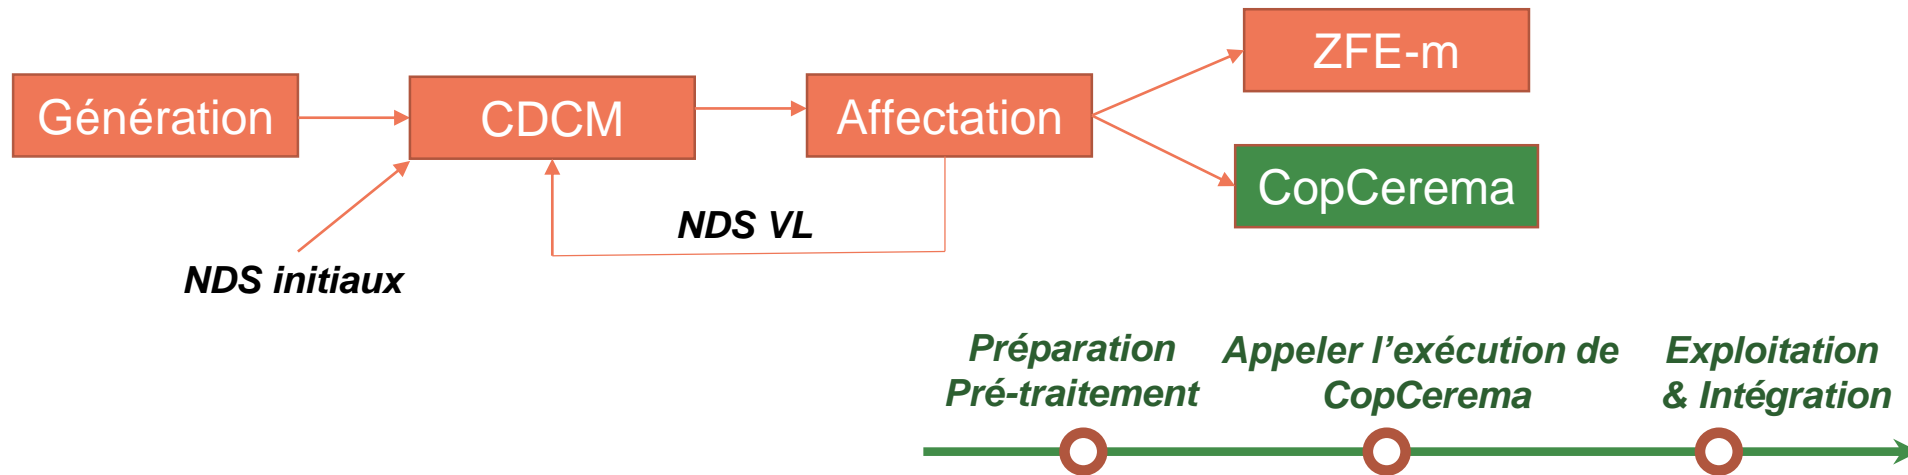 Génération
CDCM
Affectation
ZFE-m
CopCerema
NDS VL
NDS initiaux
Préparation
Pré-traitement
Appeler l’exécution de
CopCerema
Exploitation
& Intégration